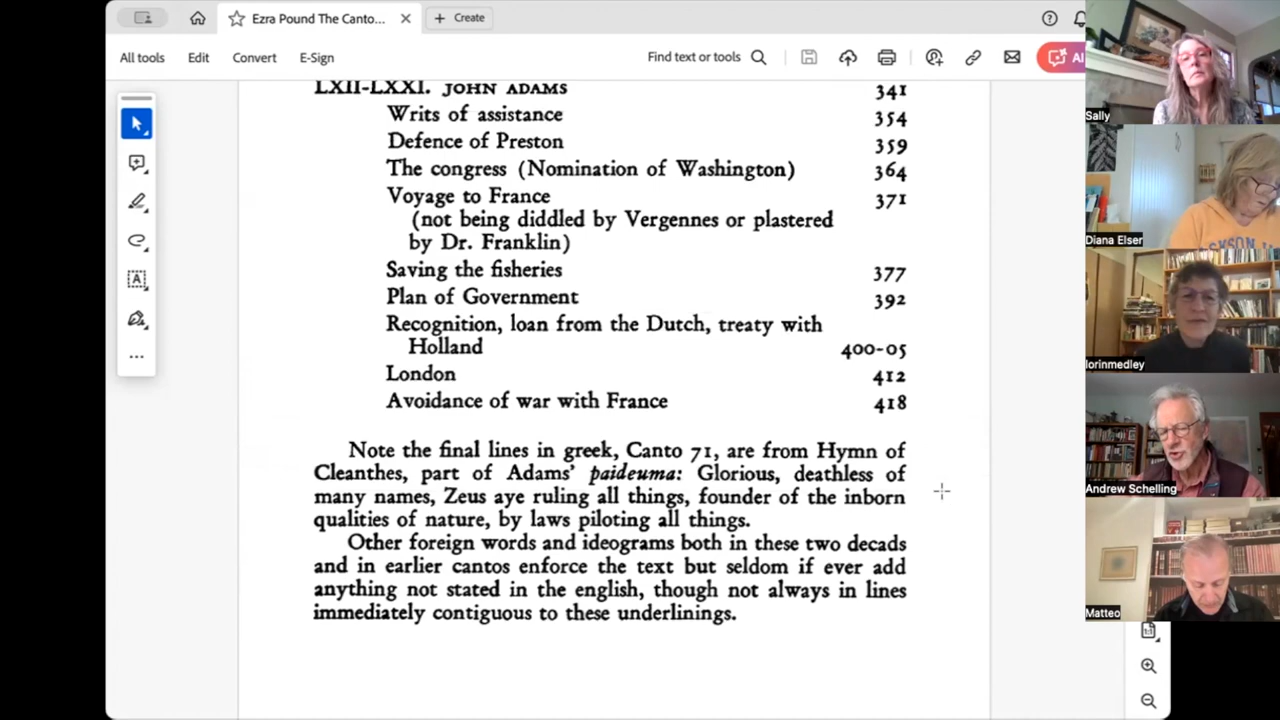 Ezra Pound The Canto...
Create
All tools
Edit
Convert
E-Sign
Find text or tools
AI
LXII-LXXI. JOHN ADAMS 341
Writs of assistance 354
Defence of Preston 359
The congress (Nomination of Washington) 364
Voyage to France 371
(not being diddled by Vergennes or plastered
by Dr. Franklin)
Saving the fisheries 377
Plan of Government 392
Recognition, loan from the Dutch, treaty with
Holland 400-05
London 412
Avoidance of war with France 418
Note the final lines in greek, Canto 71, are from Hymn of
Cleanthes, part of Adams' paideuma: Glorious, deathless of
many names, Zeus aye ruling all things, founder of the inborn
qualities of nature, by laws piloting all things.
Other foreign words and ideograms both in these two decads
and in earlier cantos enforce the text but seldom if ever add
anything not stated in the english, though not always in lines
immediately contiguous to these underlinings.
Sally
Diana Elser
lorinmedley
Andrew Schelling
Matteo